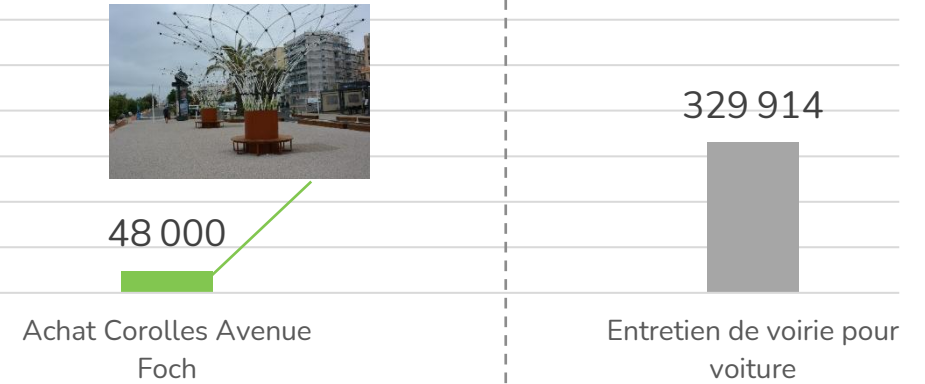 48 000
329 914
Achat Corolles Avenue
Foch
Entretien de voirie pour
voiture